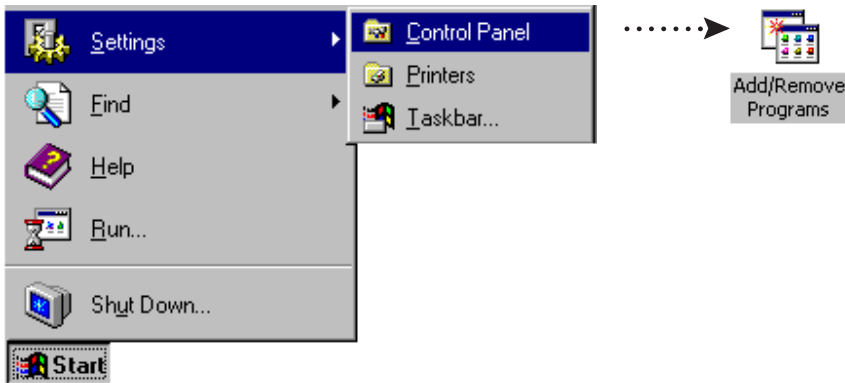 Settings
Find
Help
Run...
Shut Down...
Start
Control Panel
Printers
Taskbar...
Add/Remove
Programs